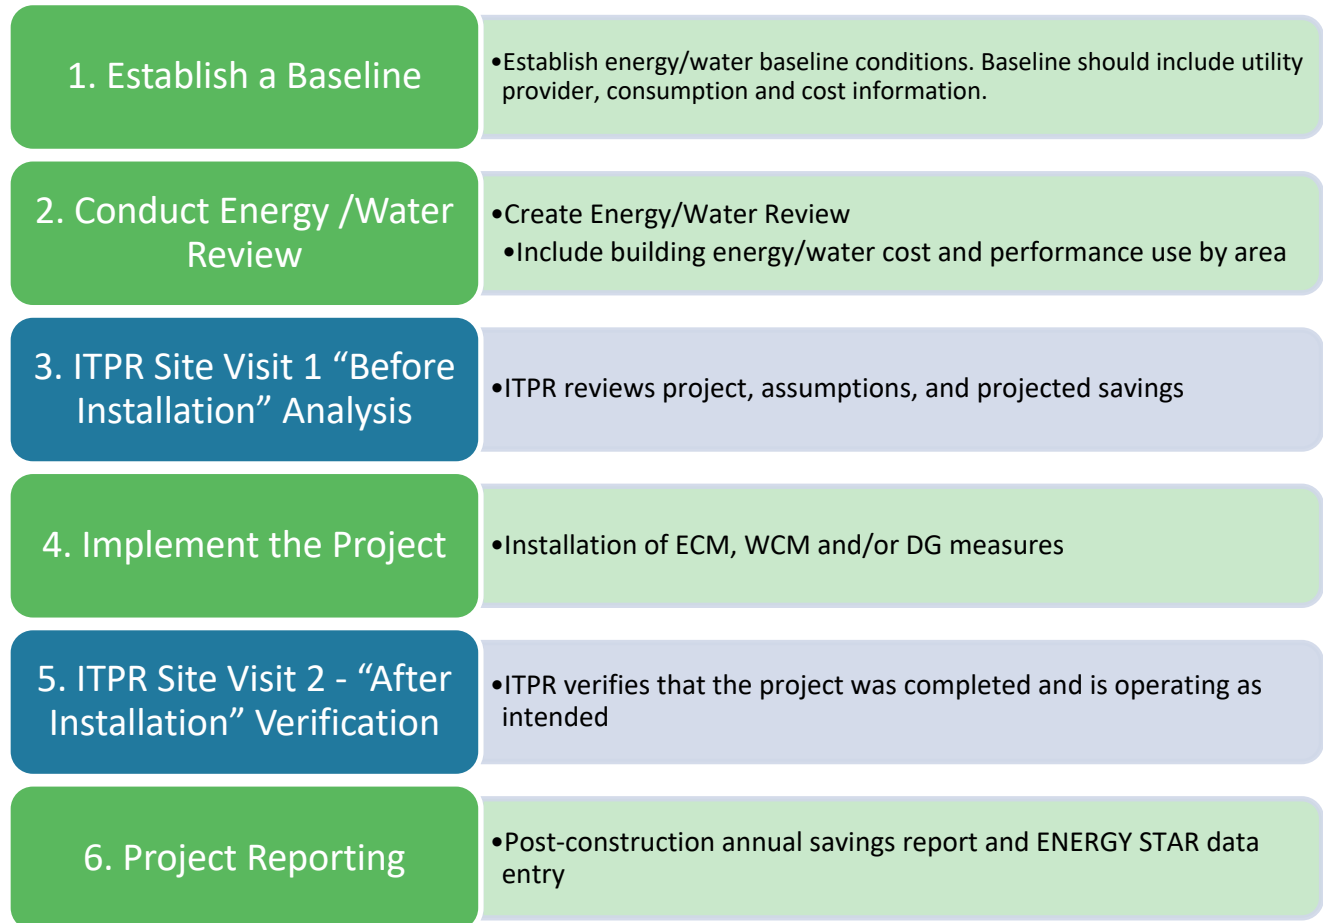 1. Establish a Baseline
•Establish energy/water baseline conditions. Baseline should include utility
provider, consumption and cost information.
2. Conduct Energy /Water
Review
•Create Energy/Water Review
•Include building energy/water cost and performance use by area
3. ITPR Site Visit 1 “Before
Installation” Analysis
•ITPR reviews project, assumptions, and projected savings
4. Implement the Project
•Installation of ECM, WCM and/or DG measures
5. ITPR Site Visit 2 - “After
Installation” Verification
•ITPR verifies that the project was completed and is operating as
intended
6. Project Reporting
•Post-construction annual savings report and ENERGY STAR data
entry